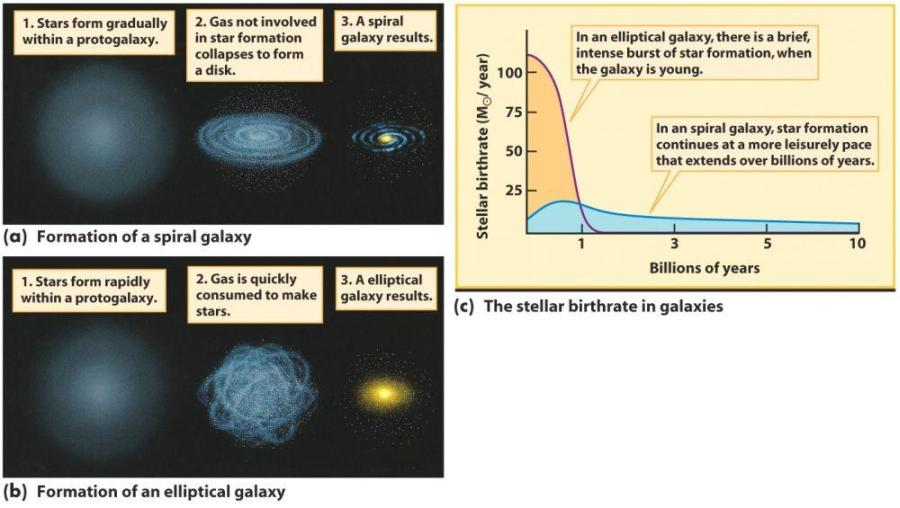 1. Stars form gradually
within a protogalaxy.
2. Gas not involved
in star formation
collapses to form
a disk.
3. A spiral
galaxy results.
(a) Formation of a spiral galaxy
1. Stars form rapidly
within a protogalaxy.
2. Gas is quickly
consumed to make
stars.
3. A elliptical
galaxy results.
(b) Formation of an elliptical galaxy
Stellar birthrate (M☉/ year)
100
75
50
25
In an elliptical galaxy, there is a brief,
intense burst of star formation, when
the galaxy is young.
In an spiral galaxy, star formation
continues at a more leisurely pace
that extends over billions of years.
1 3 5 10
Billions of years
(c) The stellar birthrate in galaxies